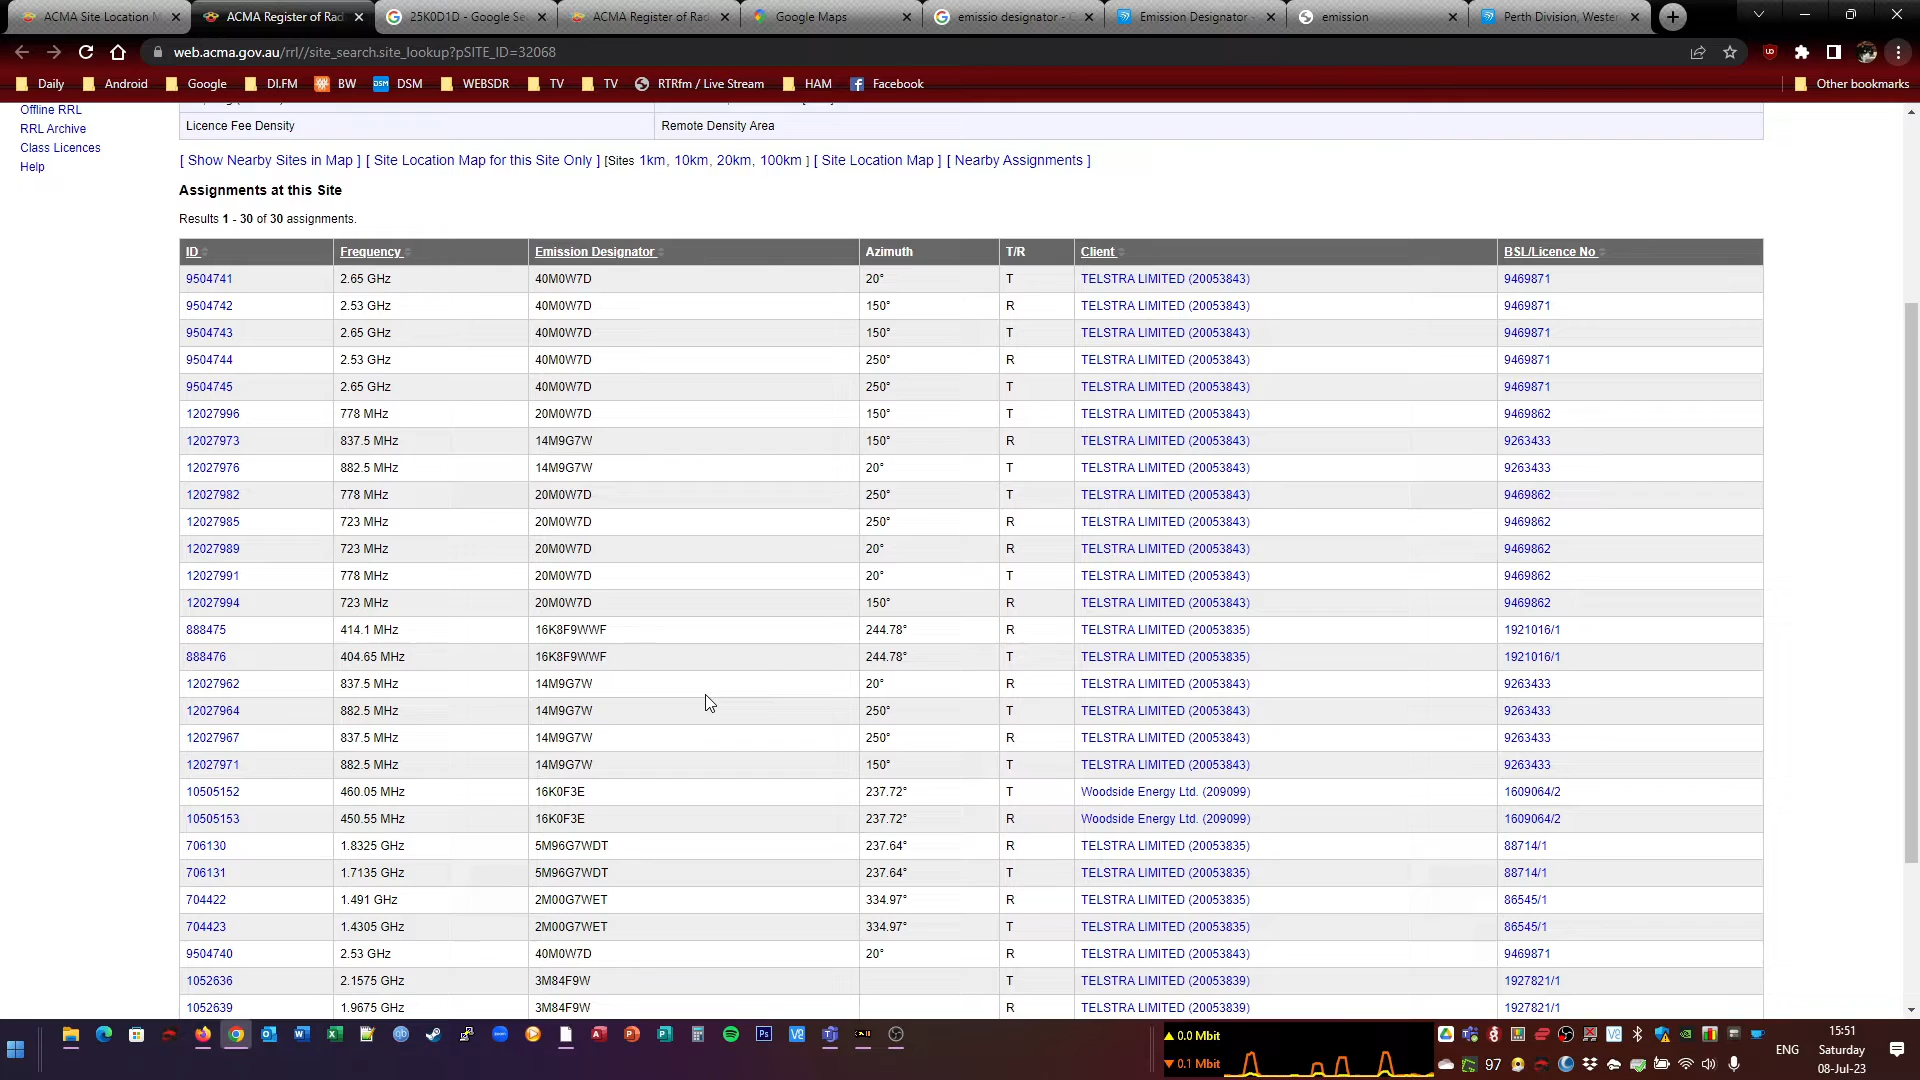 ACMA Site Location M
ACMA Register of Rad
25K0D1D - Google Se
ACMA Register of Rad
Google Maps
emissio designator - G
Emission Designator -
emission
Perth Division, Wester
web.acma.gov.au/rrl//site_search.site_lookup?pSITE_ID=32068
Daily Android Google DI.FM BW DSM WEBSDR TV TV RTRfm / Live Stream HAM Facebook Other bookmarks
Offline RRL
RRL Archive
Class Licences
Help
Licence Fee Density Remote Density Area
[ Show Nearby Sites in Map ] [ Site Location Map for this Site Only ] [Sites 1km, 10km, 20km, 100km ] [ Site Location Map ] [ Nearby Assignments ]
Assignments at this Site
Results 1 - 30 of 30 assignments.
ID Frequency Emission Designator Azimuth T/R Client BSL/Licence No
9504741 2.65 GHz 40M0W7D 20° T TELSTRA LIMITED (20053843) 9469871
9504742 2.53 GHz 40M0W7D 150° R TELSTRA LIMITED (20053843) 9469871
9504743 2.65 GHz 40M0W7D 150° T TELSTRA LIMITED (20053843) 9469871
9504744 2.53 GHz 40M0W7D 250° R TELSTRA LIMITED (20053843) 9469871
9504745 2.65 GHz 40M0W7D 250° T TELSTRA LIMITED (20053843) 9469871
12027996 778 MHz 20M0W7D 150° T TELSTRA LIMITED (20053843) 9469862
12027973 837.5 MHz 14M9G7W 150° R TELSTRA LIMITED (20053843) 9263433
12027976 882.5 MHz 14M9G7W 20° T TELSTRA LIMITED (20053843) 9263433
12027982 778 MHz 20M0W7D 250° T TELSTRA LIMITED (20053843) 9469862
12027985 723 MHz 20M0W7D 250° R TELSTRA LIMITED (20053843) 9469862
12027989 723 MHz 20M0W7D 20° R TELSTRA LIMITED (20053843) 9469862
12027991 778 MHz 20M0W7D 20° T TELSTRA LIMITED (20053843) 9469862
12027994 723 MHz 20M0W7D 150° R TELSTRA LIMITED (20053843) 9469862
888475 414.1 MHz 16K8F9WWF 244.78° R TELSTRA LIMITED (20053835) 1921016/1
888476 404.65 MHz 16K8F9WWF 244.78° T TELSTRA LIMITED (20053835) 1921016/1
12027962 837.5 MHz 14M9G7W 20° R TELSTRA LIMITED (20053843) 9263433
12027964 882.5 MHz 14M9G7W 250° T TELSTRA LIMITED (20053843) 9263433
12027967 837.5 MHz 14M9G7W 250° R TELSTRA LIMITED (20053843) 9263433
12027971 882.5 MHz 14M9G7W 150° T TELSTRA LIMITED (20053843) 9263433
10505152 460.05 MHz 16K0F3E 237.72° T Woodside Energy Ltd. (209099) 1609064/2
10505153 450.55 MHz 16K0F3E 237.72° R Woodside Energy Ltd. (209099) 1609064/2
706130 1.8325 GHz 5M96G7WDT 237.64° R TELSTRA LIMITED (20053835) 88714/1
706131 1.7135 GHz 5M96G7WDT 237.64° T TELSTRA LIMITED (20053835) 88714/1
704422 1.491 GHz 2M00G7WET 334.97° R TELSTRA LIMITED (20053835) 86545/1
704423 1.4305 GHz 2M00G7WET 334.97° T TELSTRA LIMITED (20053835) 86545/1
9504740 2.53 GHz 40M0W7D 20° R TELSTRA LIMITED (20053843) 9469871
1052636 2.1575 GHz 3M84F9W T TELSTRA LIMITED (20053839) 1927821/1
1052639 1.9675 GHz 3M84F9W R TELSTRA LIMITED (20053839) 1927821/1
0.0 Mbit
0.1 Mbit
97
ENG
15:51
Saturday
08-Jul-23